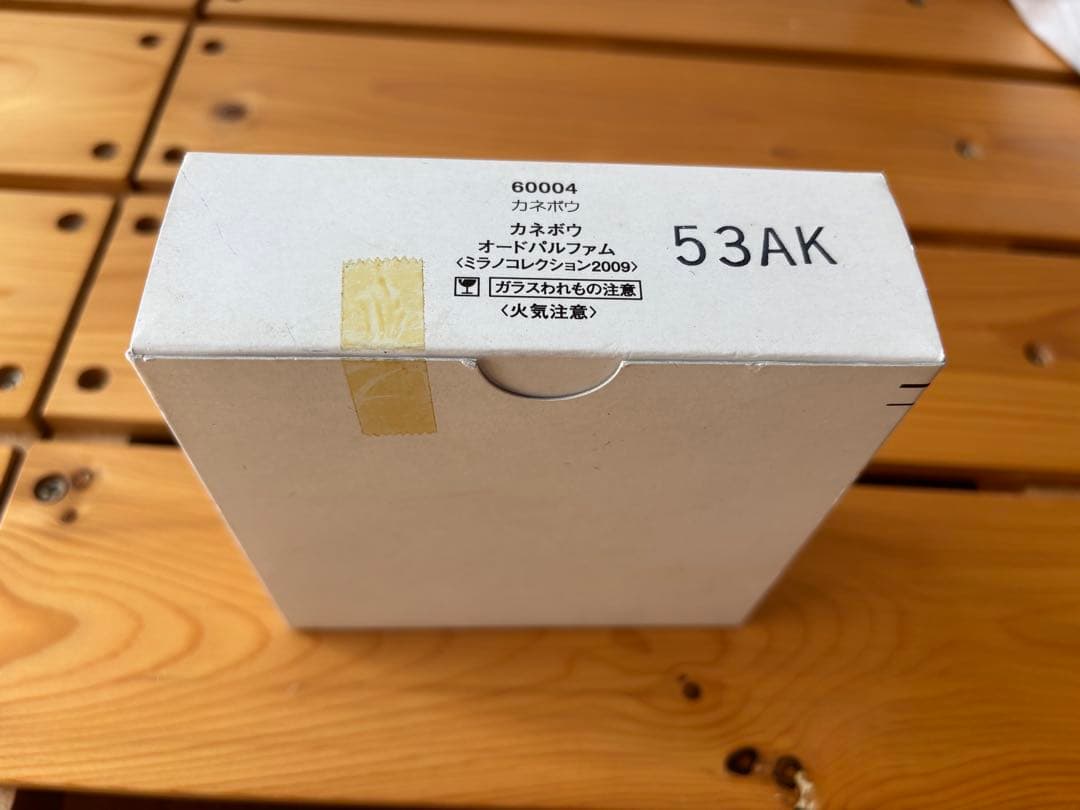 60004
カネボウ
カネボウ
オードパルファム
〈ミラノコレクション2009〉
ガラスわれもの注意
〈火気注意〉
53AK